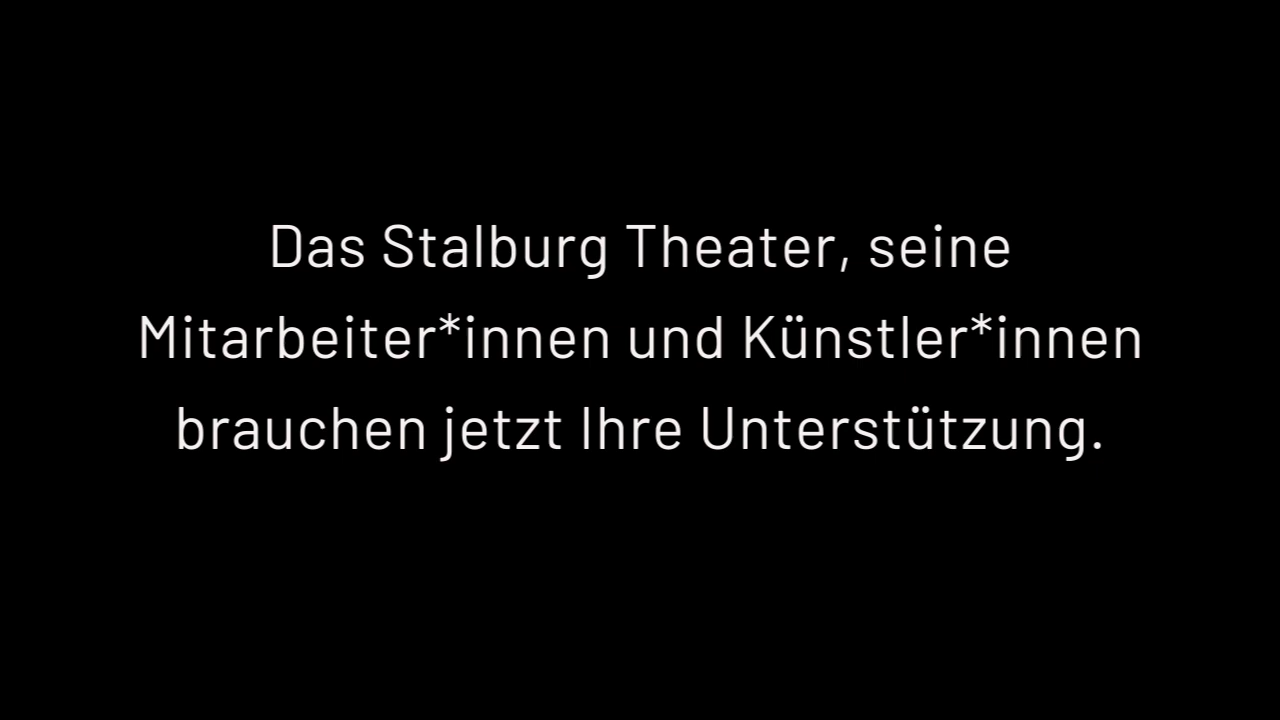 Das Stalburg Theater, seine
Mitarbeiter*innen und Künstler*innen
brauchen jetzt Ihre Unterstützung.